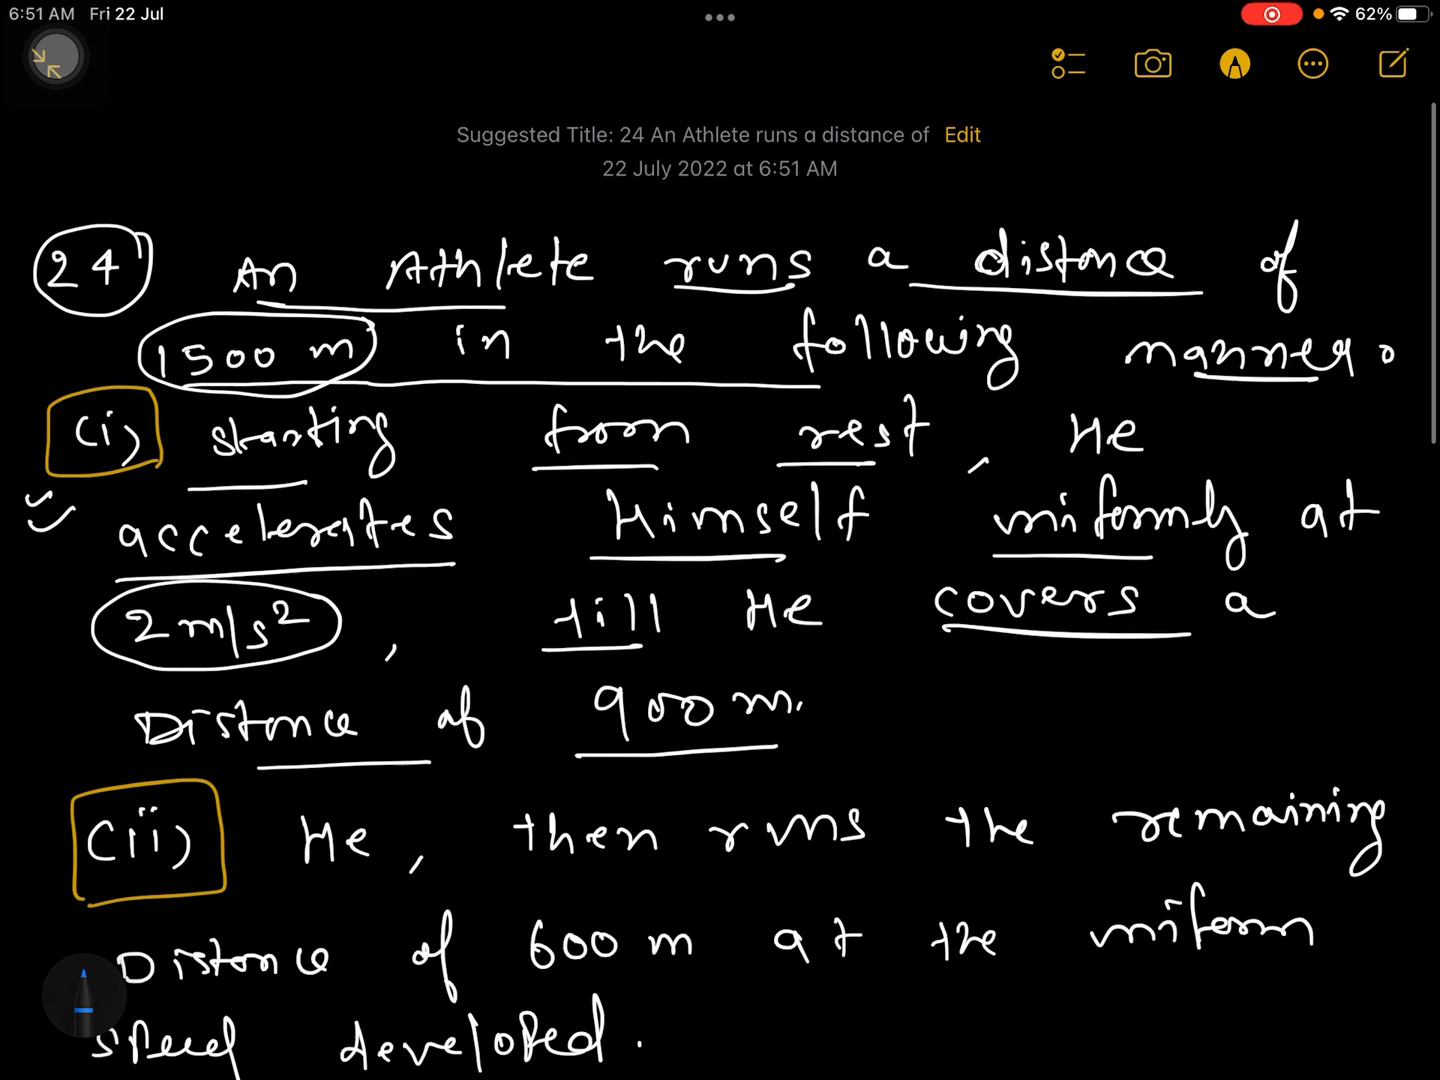 6:51 AM Fri 22 Jul
62%
Suggested Title: 24 An Athlete runs a distance of Edit
22 July 2022 at 6:51 AM
24 An Athlete runs a distance of
1500 m in the following manner.
(i) starting from rest, He
accelerates Himself uniformly at
2 m/s², till He covers a
Distance of 900 m.
(ii) He, then runs the remaining
Distance of 600 m at the uniform
speed developed.